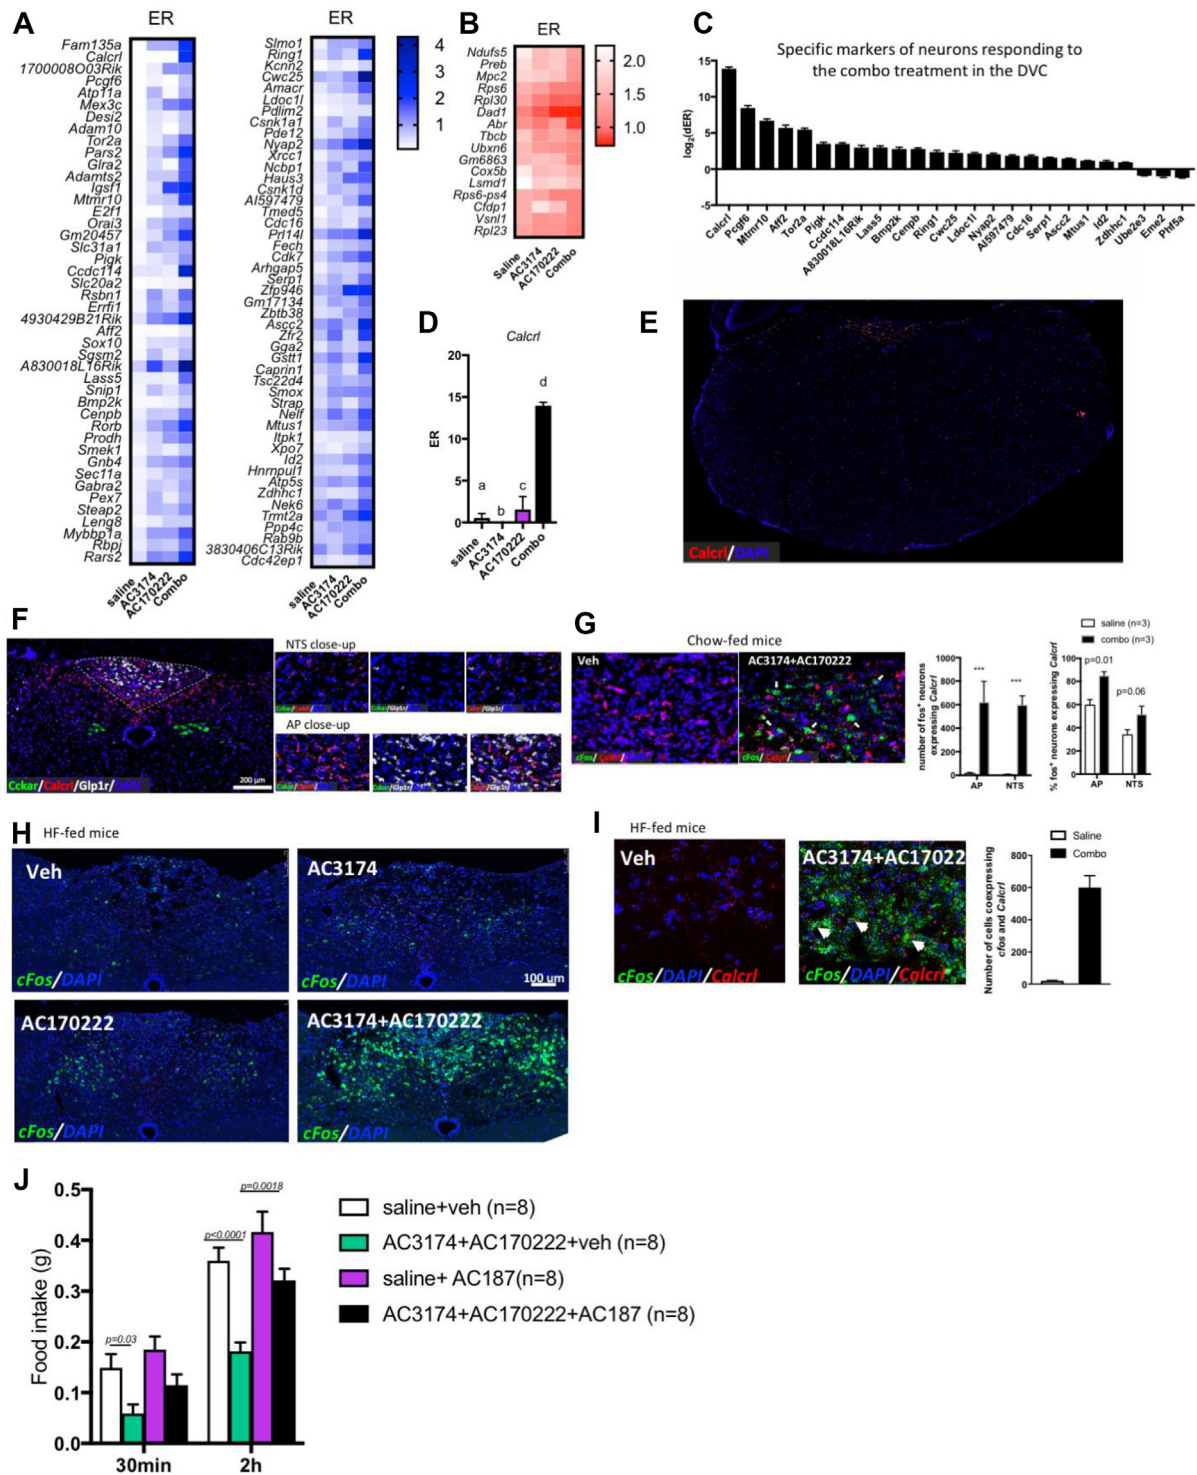 A
ER
Fam135a
Calcrl
1700008O03Rik
Pcgf6
Atp11a
Mex3c
Desi2
Adam10
Tor2a
Pars2
Glra2
Adamts2
Igsf1
Mtmr10
E2f1
Orai3
Gm20457
Slc31a1
Pigk
Ccdc114
Slc20a2
Rsbn1
Errfi1
4930429B21Rik
Aff2
Sox10
Sgsm2
A830018L16Rik
Lass5
Snip1
Bmp2k
Cenpb
Rorb
Prodh
Smek1
Gnb4
Sec11a
Gabra2
Pex7
Steap2
Leng8
Mybbp1a
Rbpj
Rars2
saline
AC3174
AC170222
Combo
ER
Slmo1
Ring1
Kcnn2
Cwc25
Amacr
Ldoc1l
Pdlim2
Csnk1a1
Pde12
Nyap2
Xrcc1
Ncbp1
Haus3
Csnk1d
AI597479
Tmed5
Cdc16
Prl14l
Fech
Cdk7
Arhgap5
Serp1
Zfp946
Gm17134
Zbtb38
Ascc2
Zfr2
Gga2
Gstt1
Caprin1
Tsc22d4
Smox
Strap
Nelf
Mtus1
Itpk1
Xpo7
Id2
Hnrnpul1
Atp5s
Zdhhc1
Nek6
Trmt2a
Ppp4c
Rab9b
3830406C13Rik
Cdc42ep1
saline
AC3174
AC170222
Combo
4
3
2
1
B
ER
Ndufs5
Preb
Mpc2
Rps6
Rpl30
Dad1
Abr
Tbcb
Ubxn6
Gm6863
Cox5b
Lsmd1
Rps6-ps4
Cfdp1
Vsnl1
Rpl23
Saline
AC3174
AC170222
Combo
2.0
1.5
1.0
C
Specific markers of neurons responding to
the combo treatment in the DVC
log2(dER)
15
10
5
0
-5
Calcrl
Pcgf6
Mtmr10
Aff2
Tor2a
Pigk
Ccdc114
A830018L16Rik
Lass5
Bmp2k
Cenpb
Ring1
Cwc25
Ldoc1l
Nyap2
AI597479
Cdc16
Serp1
Ascc2
Mtus1
Id2
Zdhhc1
Ube2e3
Eme2
Phf5a
D
Calcrl
ER
20
15
10
5
0
a
b
c
d
saline
AC3174
AC170222
Combo
E
Calcrl/DAPI
F
Cckar/Calcrl/Glp1r/DAPI
200 µm
NTS close-up
Cckar/Calcrl/
Cckar/Glp1r/
Calcrl/Glp1r/
AP close-up
Cckar/Calcrl/
Cckar/Glp1r/
Calcrl/Glp1r/
G
Chow-fed mice
Veh
cFos/ Calcrl/DAPI
AC3174+AC170222
cFos/ Calcrl/DAPI
number of fos+ neurons
expressing Calcrl
1000
800
600
400
200
0
***
***
AP
NTS
saline (n=3)
combo (n=3)
% fos+ neurons expressing Calcrl
100
80
60
40
20
0
p=0.01
p=0.06
AP
NTS
H
HF-fed mice
Veh
cFos/DAPI
AC3174
cFos/DAPI
100 um
AC170222
cFos/DAPI
AC3174+AC170222
cFos/DAPI
I
HF-fed mice
Veh
cFos/DAPI/Calcrl
AC3174+AC17022
cFos/DAPI/Calcrl
Saline
Combo
Number of cells coexpressing
cfos and Calcrl
800
600
400
200
0
J
Food intake (g)
0.5
0.4
0.3
0.2
0.1
0.0
p=0.03
p<0.0001
p=0.0018
30min
2h
saline+veh (n=8)
AC3174+AC170222+veh (n=8)
saline+ AC187(n=8)
AC3174+AC170222+AC187 (n=8)